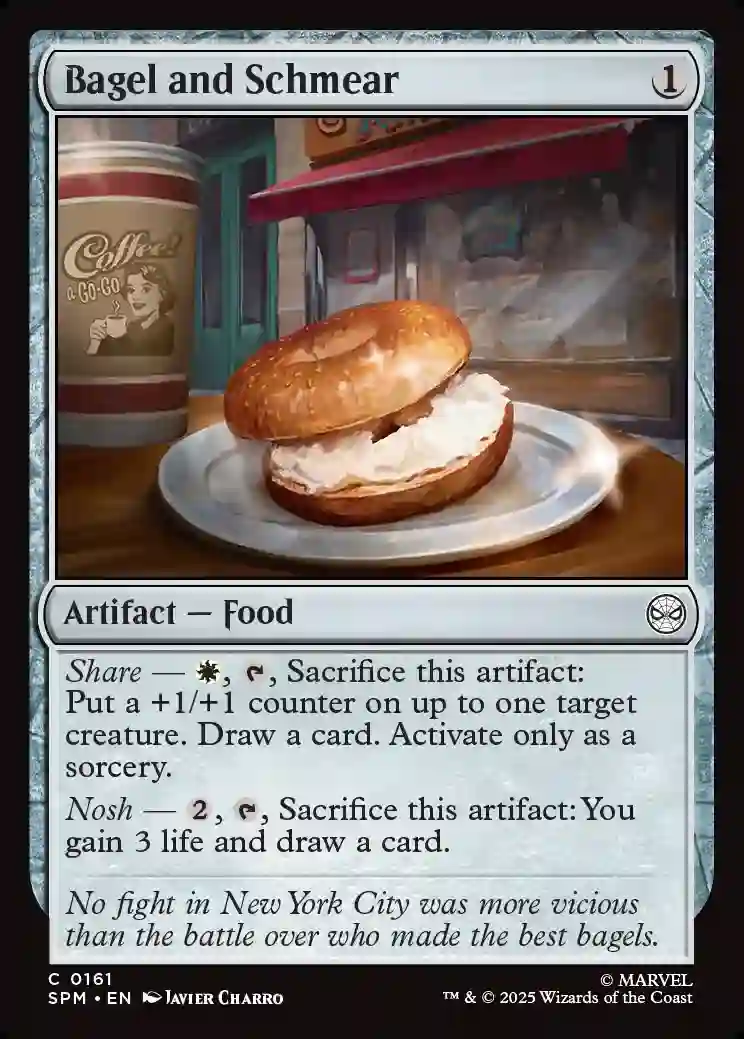 Bagel and Schmear 1
Coffee!
a GO-GO
Artifact — Food
Share — , , Sacrifice this artifact:
Put a +1/+1 counter on up to one target
creature. Draw a card. Activate only as a
sorcery.
Nosh — 2, , Sacrifice this artifact: You
gain 3 life and draw a card.
No fight in New York City was more vicious
than the battle over who made the best bagels.
C 0161
SPM • EN Javier Charro
© MARVEL
™ & © 2025 Wizards of the Coast